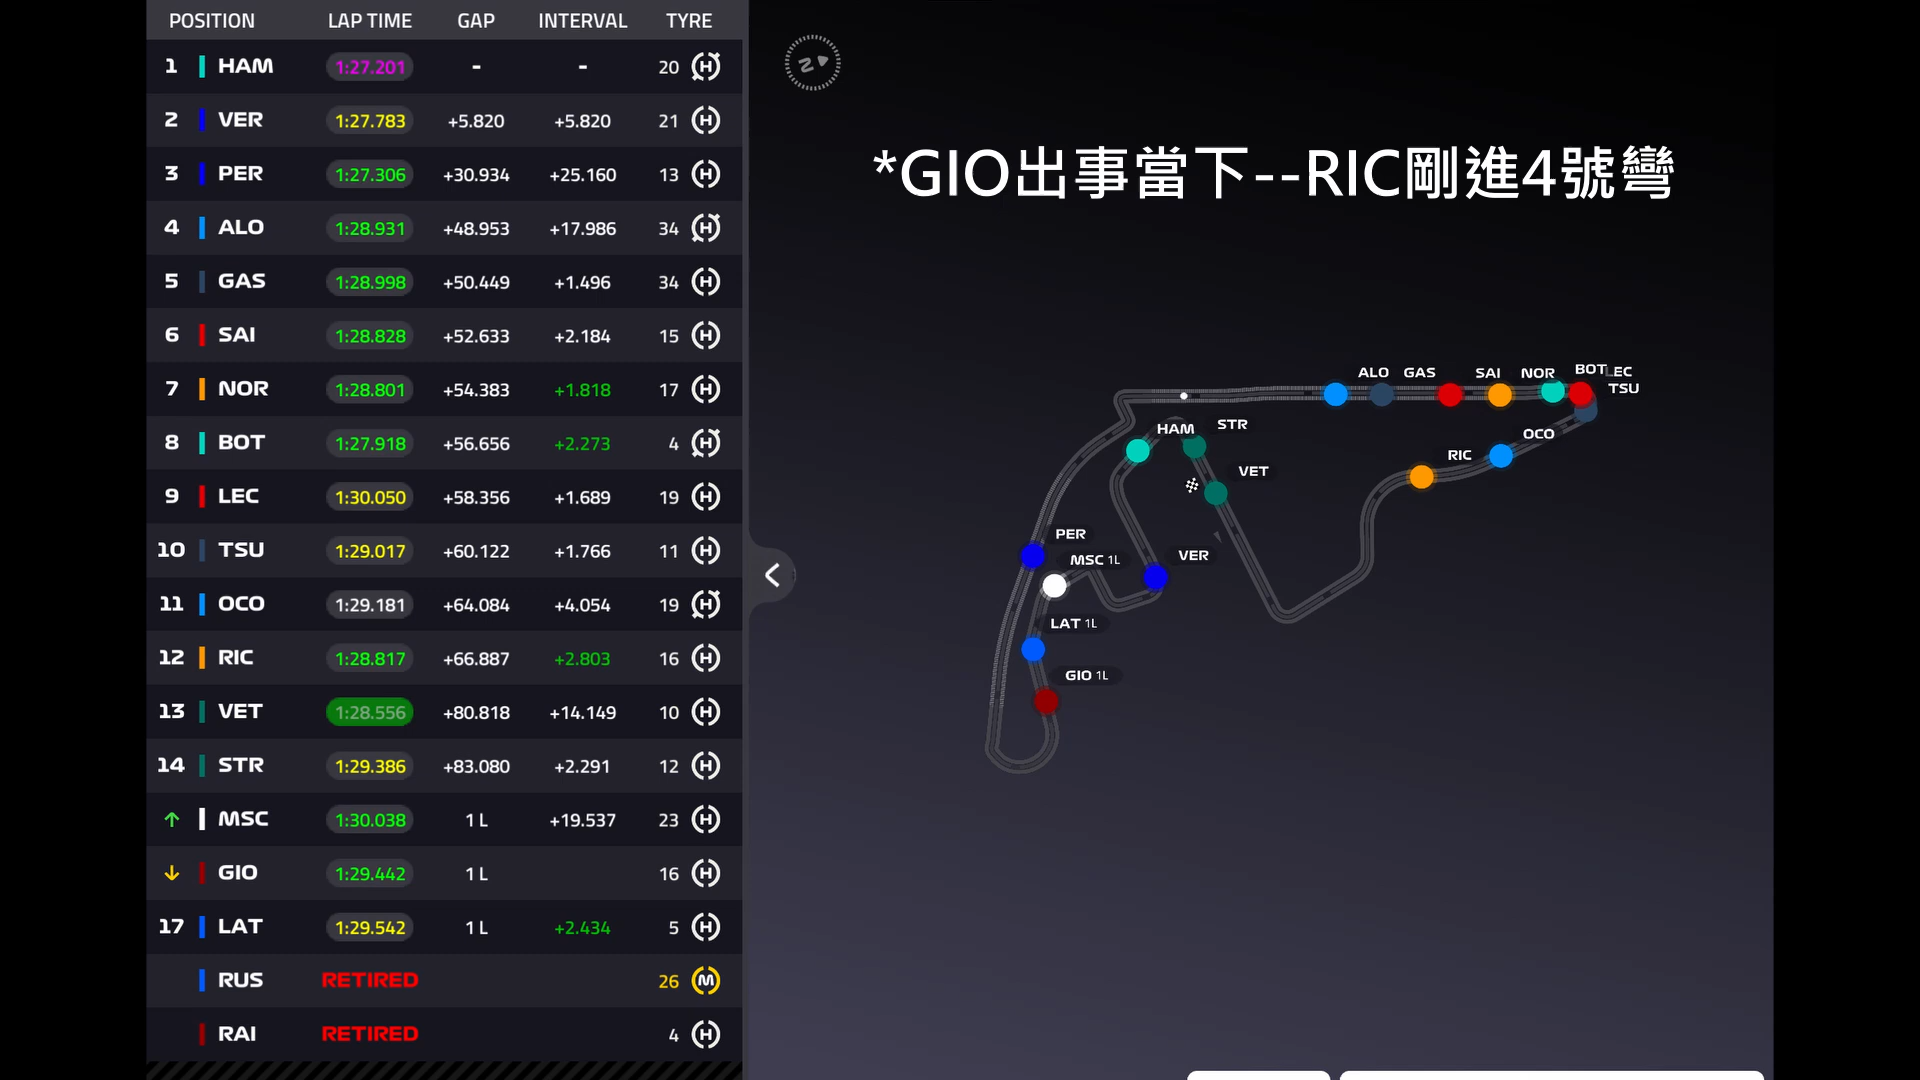 POSITION LAP TIME GAP INTERVAL TYRE
1 HAM 1:27.201 - - 20 H
2 VER 1:27.783 +5.820 +5.820 21 H
3 PER 1:27.306 +30.934 +25.160 13 H
4 ALO 1:28.931 +48.953 +17.986 34 H
5 GAS 1:28.998 +50.449 +1.496 34 H
6 SAI 1:28.828 +52.633 +2.184 15 H
7 NOR 1:28.801 +54.383 +1.818 17 H
8 BOT 1:27.918 +56.656 +2.273 4 H
9 LEC 1:30.050 +58.356 +1.689 19 H
10 TSU 1:29.017 +60.122 +1.766 11 H
11 OCO 1:29.181 +64.084 +4.054 19 H
12 RIC 1:28.817 +66.887 +2.803 16 H
13 VET 1:28.556 +80.818 +14.149 10 H
14 STR 1:29.386 +83.080 +2.291 12 H
↑ MSC 1:30.038 1 L +19.537 23 H
↓ GIO 1:29.442 1 L 16 H
17 LAT 1:29.542 1 L +2.434 5 H
RUS RETIRED 26 M
RAI RETIRED 4 H
N
*GIO出事當下--RIC剛進4號彎
ALO GAS SAI NOR BOT LEC
TSU
HAM STR
OCO
RIC
VET
PER
MSC 1L VER
LAT 1L
GIO 1L